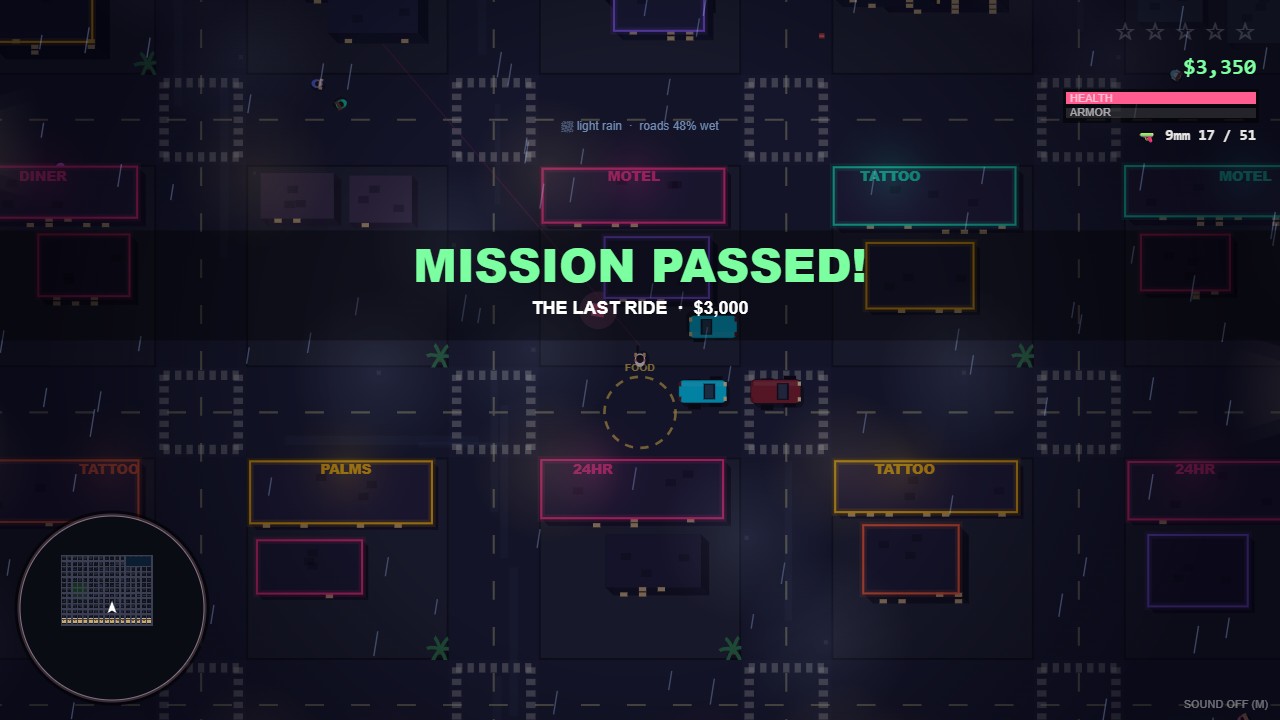 ☆ ☆ ☆ ☆ ☆
$3,350
HEALTH
ARMOR
light rain · roads 48% wet
9mm 17 / 51
DINER
MOTEL
TATTOO
MOTEL
MISSION PASSED!
THE LAST RIDE · $3,000
FOOD
TATTOO
PALMS
24HR
TATTOO
24HR
SOUND OFF (M)